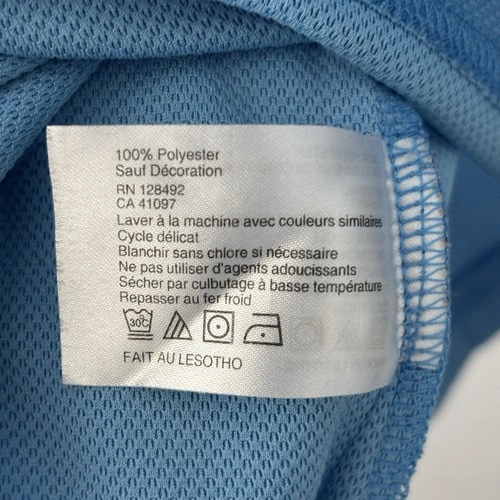 100% Polyester
Sauf Décoration
RN 128492
CA 41097
Laver à la machine avec couleurs similaires
Cycle délicat
Blanchir sans chlore si nécessaire
Ne pas utiliser d'agents adoucissants
Sécher par culbutage à basse température
Repasser au fer froid
30C
FAIT AU LESOTHO